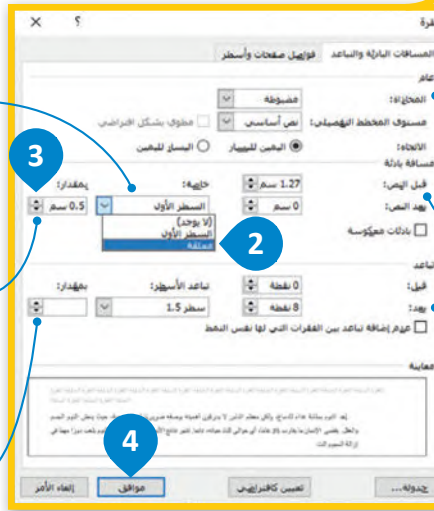 ؟ ×
فقرة
المسافات البادئة والتباعد فواصل صفحات وأسطر
عام
المحاذاة: مضبوطة
مستوى المخطط التفصيلي: نص أساسي مطوي بشكل افتراضي
الاتجاه: اليمين لليسار اليسار لليمين
مسافة بادئة
قبل النص: 1.27 سم خاصة: بمقدار:
بعد النص: 0 سم السطر الأول 0.5 سم
(لا يوجد)
السطر الأول
معلقة
بادئات معكوسة
3
2
تباعد
قبل: 0 نقطة تباعد الأسطر: بمقدار:
بعد: 8 نقطة سطر 1.5
عدم إضافة تباعد بين الفقرات التي لها نفس النمط
معاينة
4
جدولة... تعيين كافتراضي موافق إلغاء الأمر